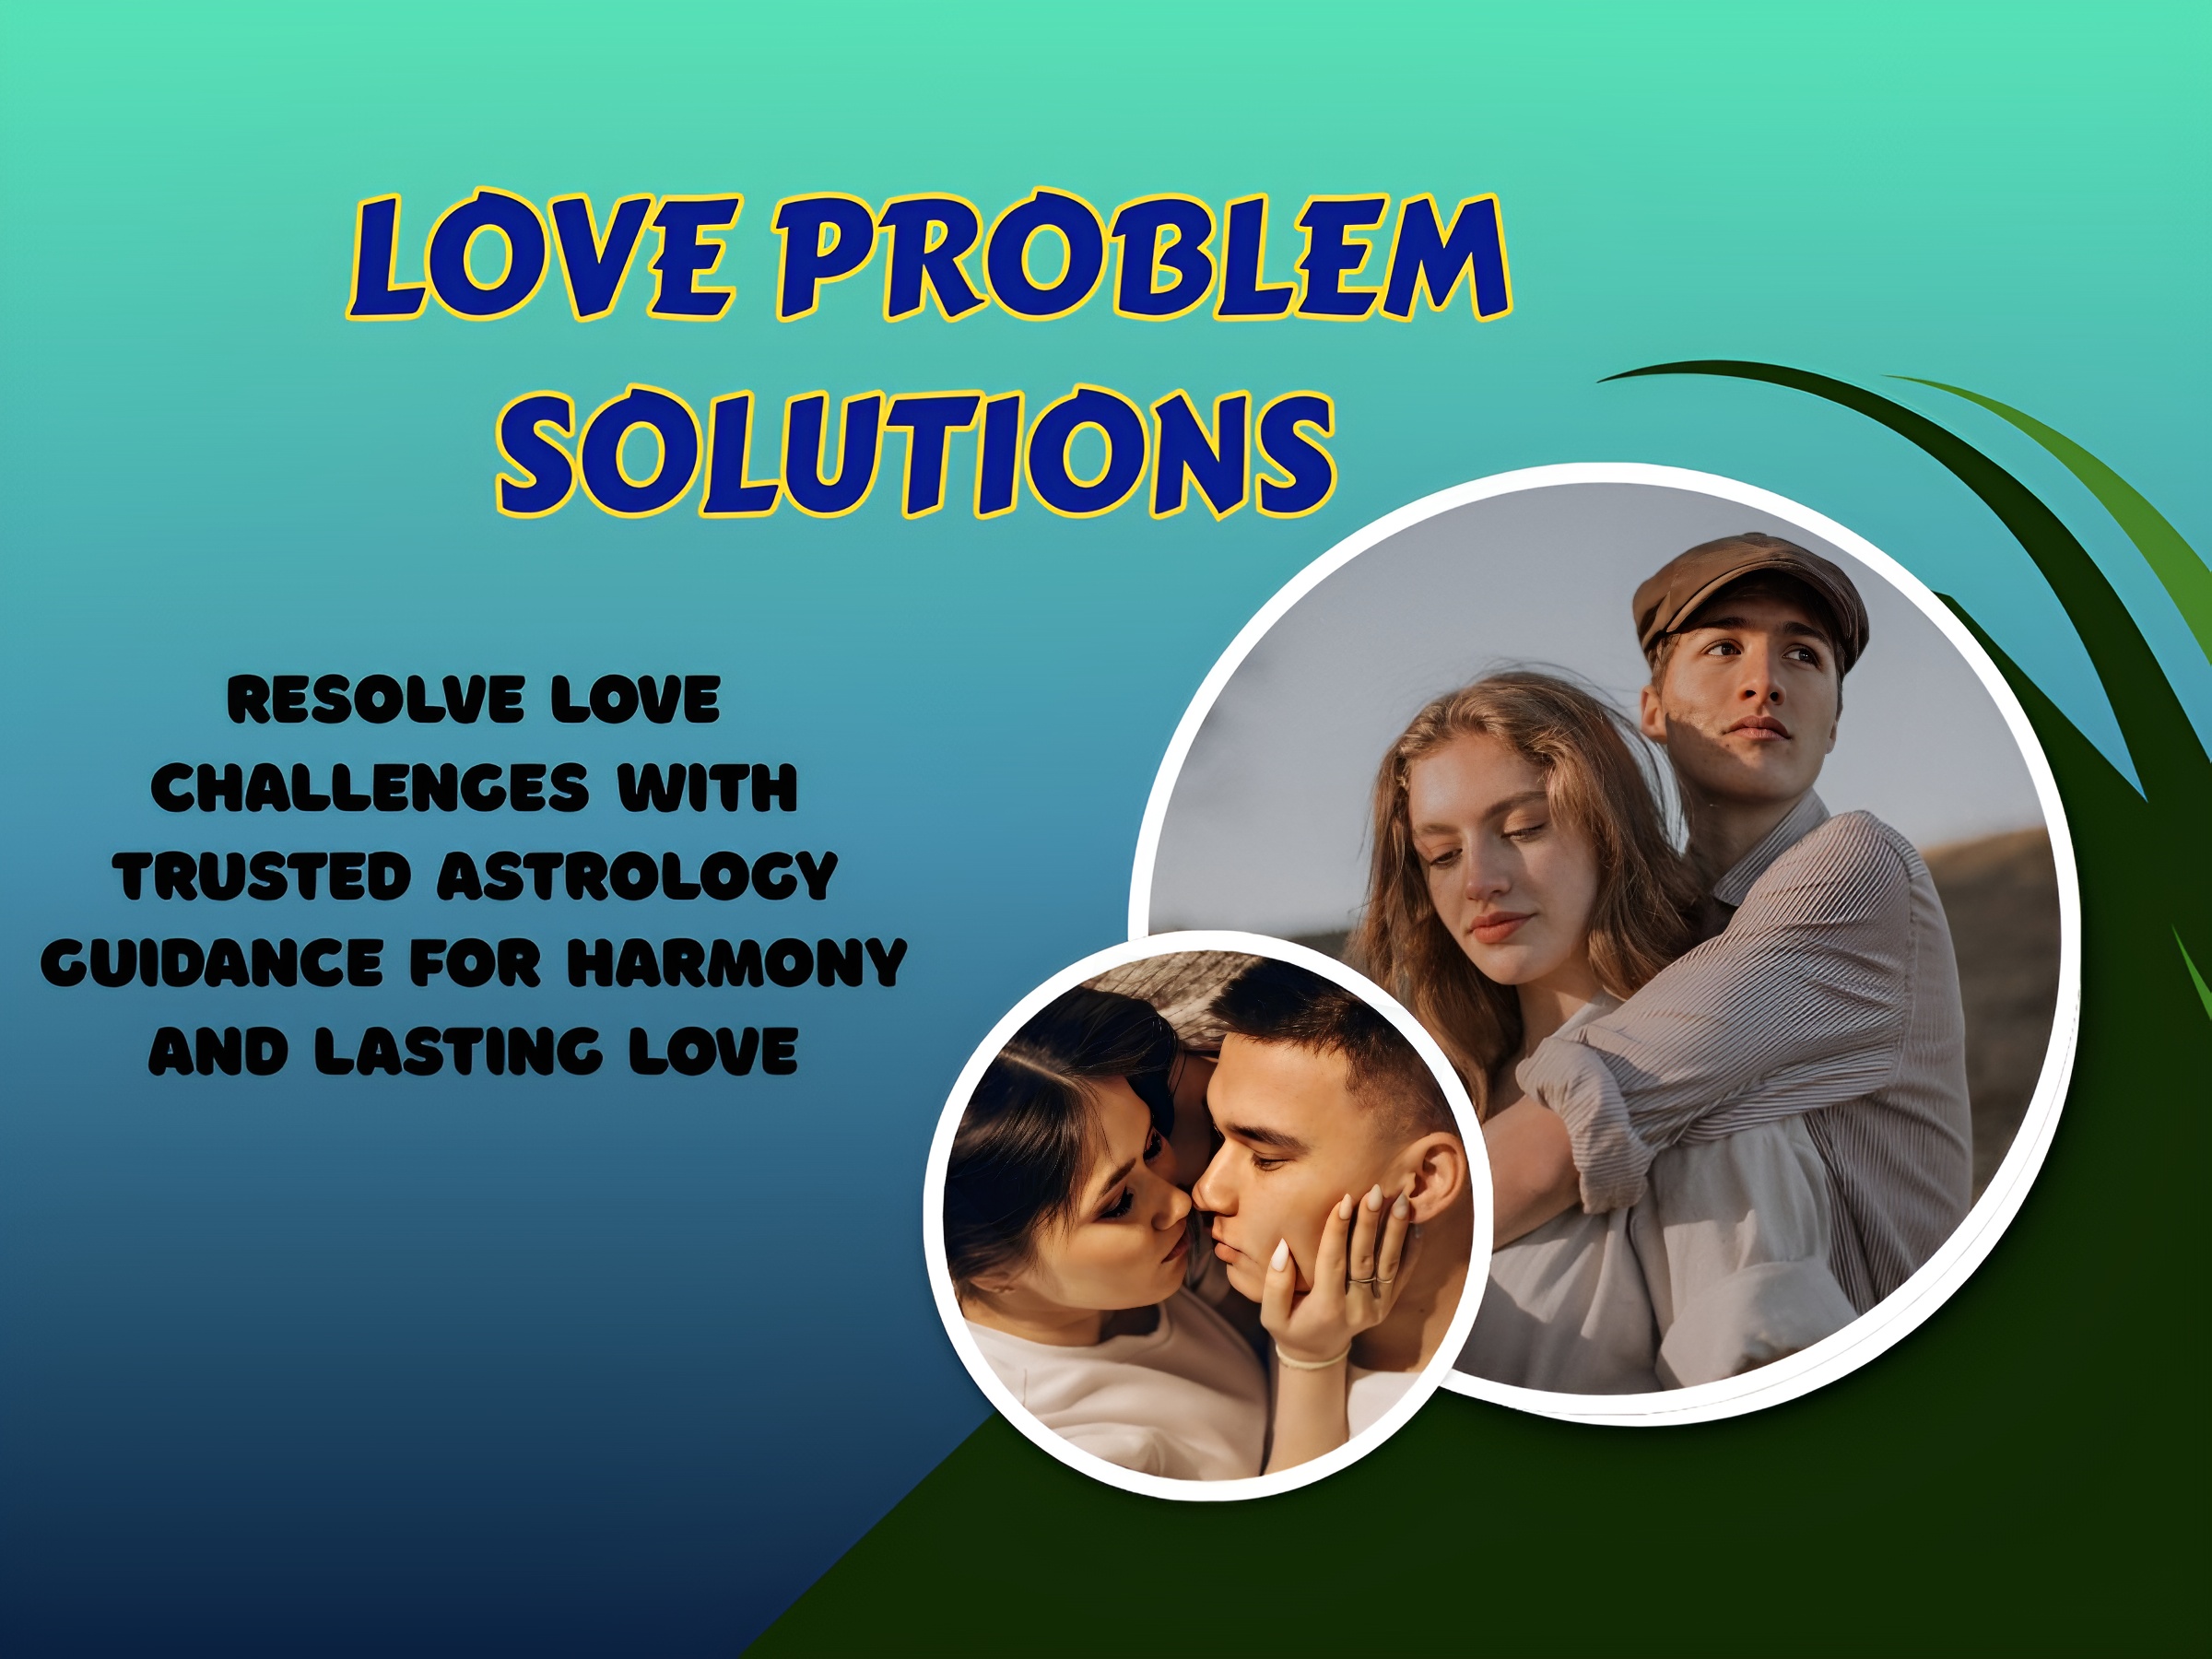 LOVE PROBLEM
SOLUTIONS
RESOLVE LOVE
CHALLENGES WITH
TRUSTED ASTROLOGY
GUIDANCE FOR HARMONY
AND LASTING LOVE